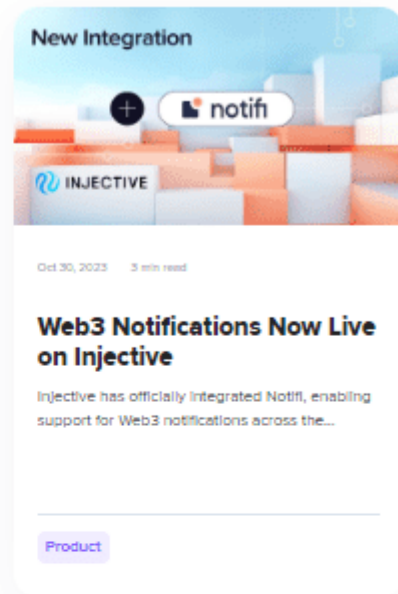 New Integration
notifi
INJECTIVE
Oct 30, 2023 3 min read
Web3 Notifications Now Live
on Injective
Injective has officially integrated Notifi, enabling
support for Web3 notifications across the...
Product